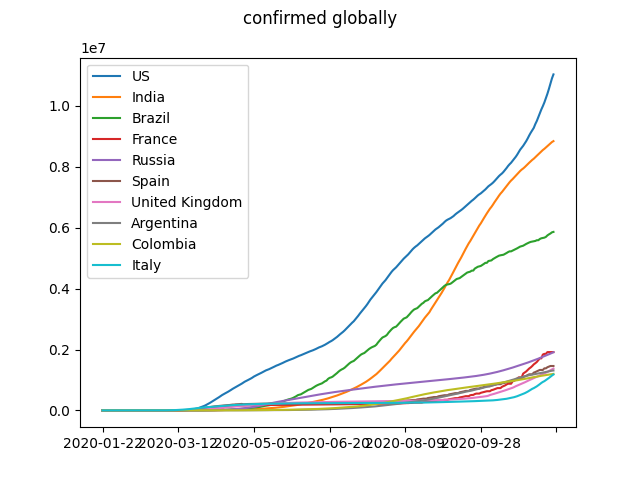 confirmed globally
1e7
US
India
Brazil
France
Russia
Spain
United Kingdom
Argentina
Colombia
Italy
1.0
0.8
0.6
0.4
0.2
0.0
2020-01-22 2020-03-12 2020-05-01 2020-06-20 2020-08-09 2020-09-28